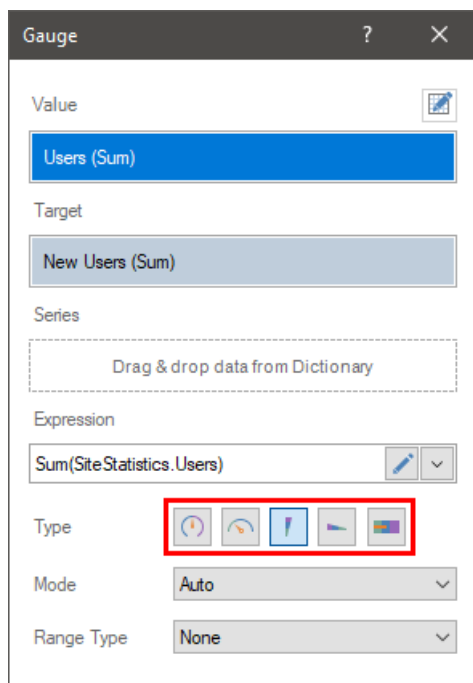 Gauge ?
Value
Users (Sum)
Target
New Users (Sum)
Series
Drag & drop data from Dictionary
Expression
Sum(SiteStatistics.Users)
Type
Mode Auto
Range Type None